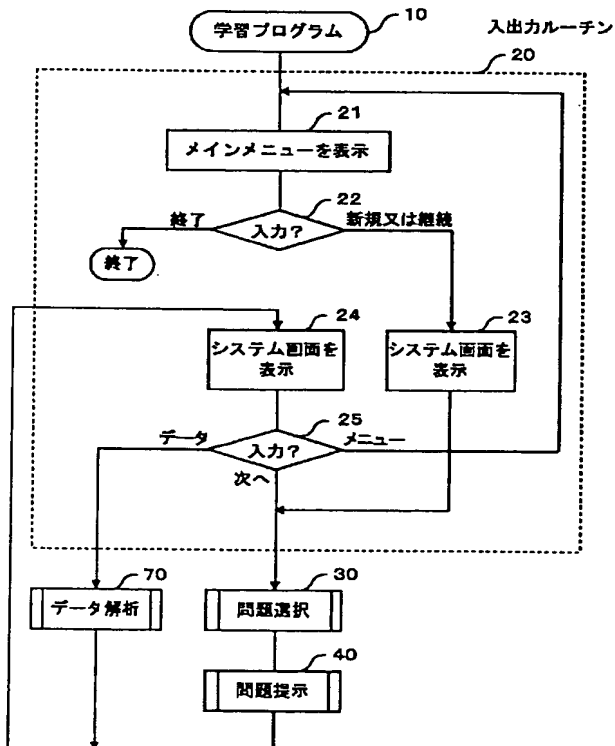 学習プログラム
10
入出力ルーチン
20
21
メインメニューを表示
22
終了
入力？
新規又は継続
終了
24
23
システム画面を
表示
システム画面を
表示
25
データ
入力？
メニュー
次へ
70
30
データ解析
問題選択
40
問題提示